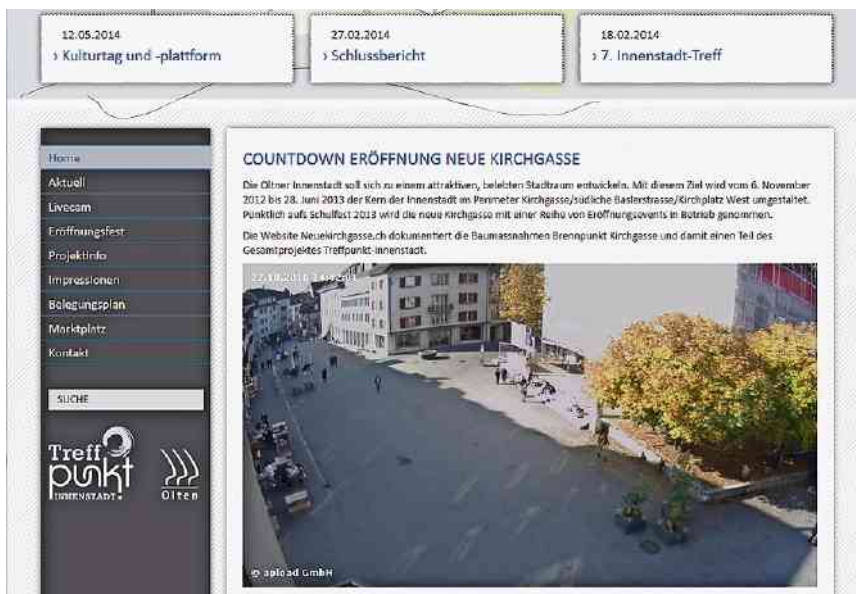 12.05.2014
› Kulturtag und -plattform
27.02.2014
› Schlussbericht
18.02.2014
› 7. Innenstadt-Treff
Home
Aktuell
Livecam
Eröffnungsfest
ProjektInfo
Impressionen
Belegungsplan
Marktplatz
Kontakt
SUCHE
Treff
punkt
INNENSTADT
Olten
COUNTDOWN ERÖFFNUNG NEUE KIRCHGASSE
Die Oltner Innenstadt soll sich zu einem attraktiven, belebten Stadtraum entwickeln. Mit diesem Ziel wird vom 6. November
2012 bis 28. Juni 2013 der Kern der Innenstadt im Perimeter Kirchgasse/südliche Baslerstrasse/Kirchplatz West umgestaltet.
Pünktlich aufs Schulfest 2013 wird die neue Kirchgasse mit einer Reihe von Eröffnungsevents in Betrieb genommen.
Die Website Neuekirchgasse.ch dokumentiert die Baumassnahmen Brennpunkt Kirchgasse und damit einen Teil des
Gesamtprojektes Treffpunkt-Innenstadt.
© apload GmbH